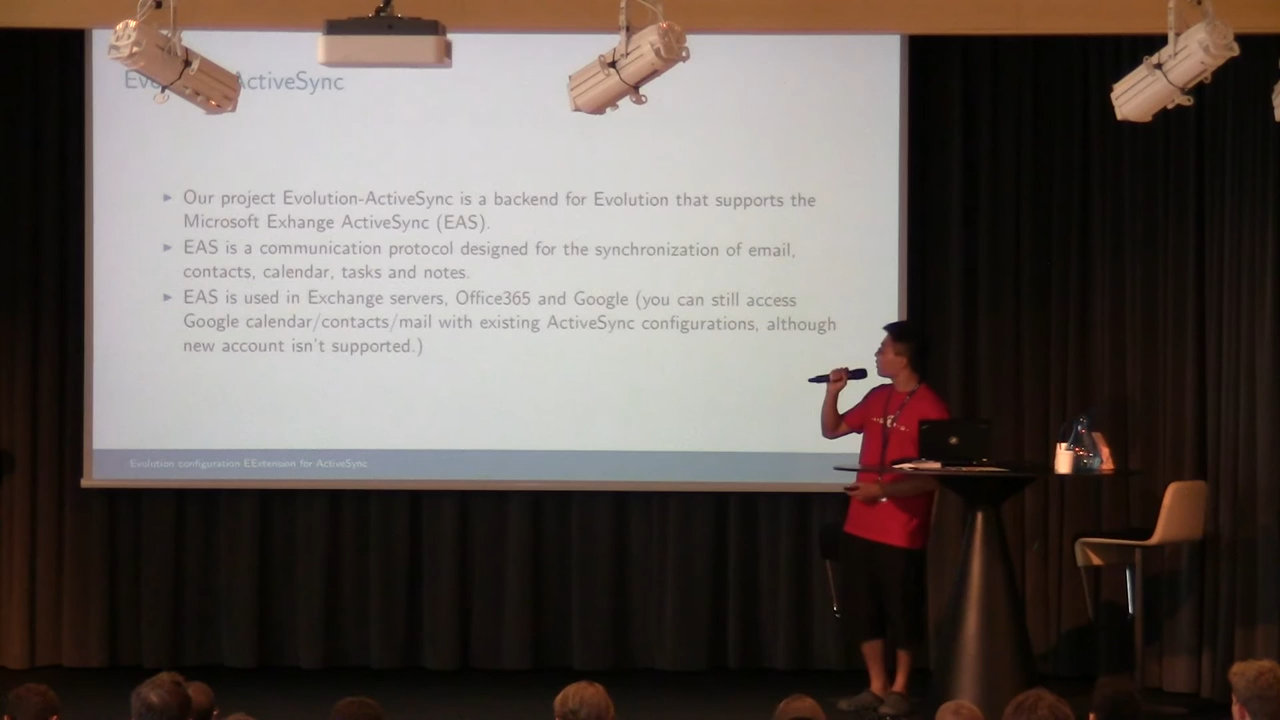 ActiveSync
► Our project Evolution-ActiveSync is a backend for Evolution that supports the
Microsoft Exhange ActiveSync (EAS).
► EAS is a communication protocol designed for the synchronization of email,
contacts, calendar, tasks and notes.
► EAS is used in Exchange servers, Office365 and Google (you can still access
Google calendar/contacts/mail with existing ActiveSync configurations, although
new account isn't supported.)
Evolution configuration EExtension for ActiveSync